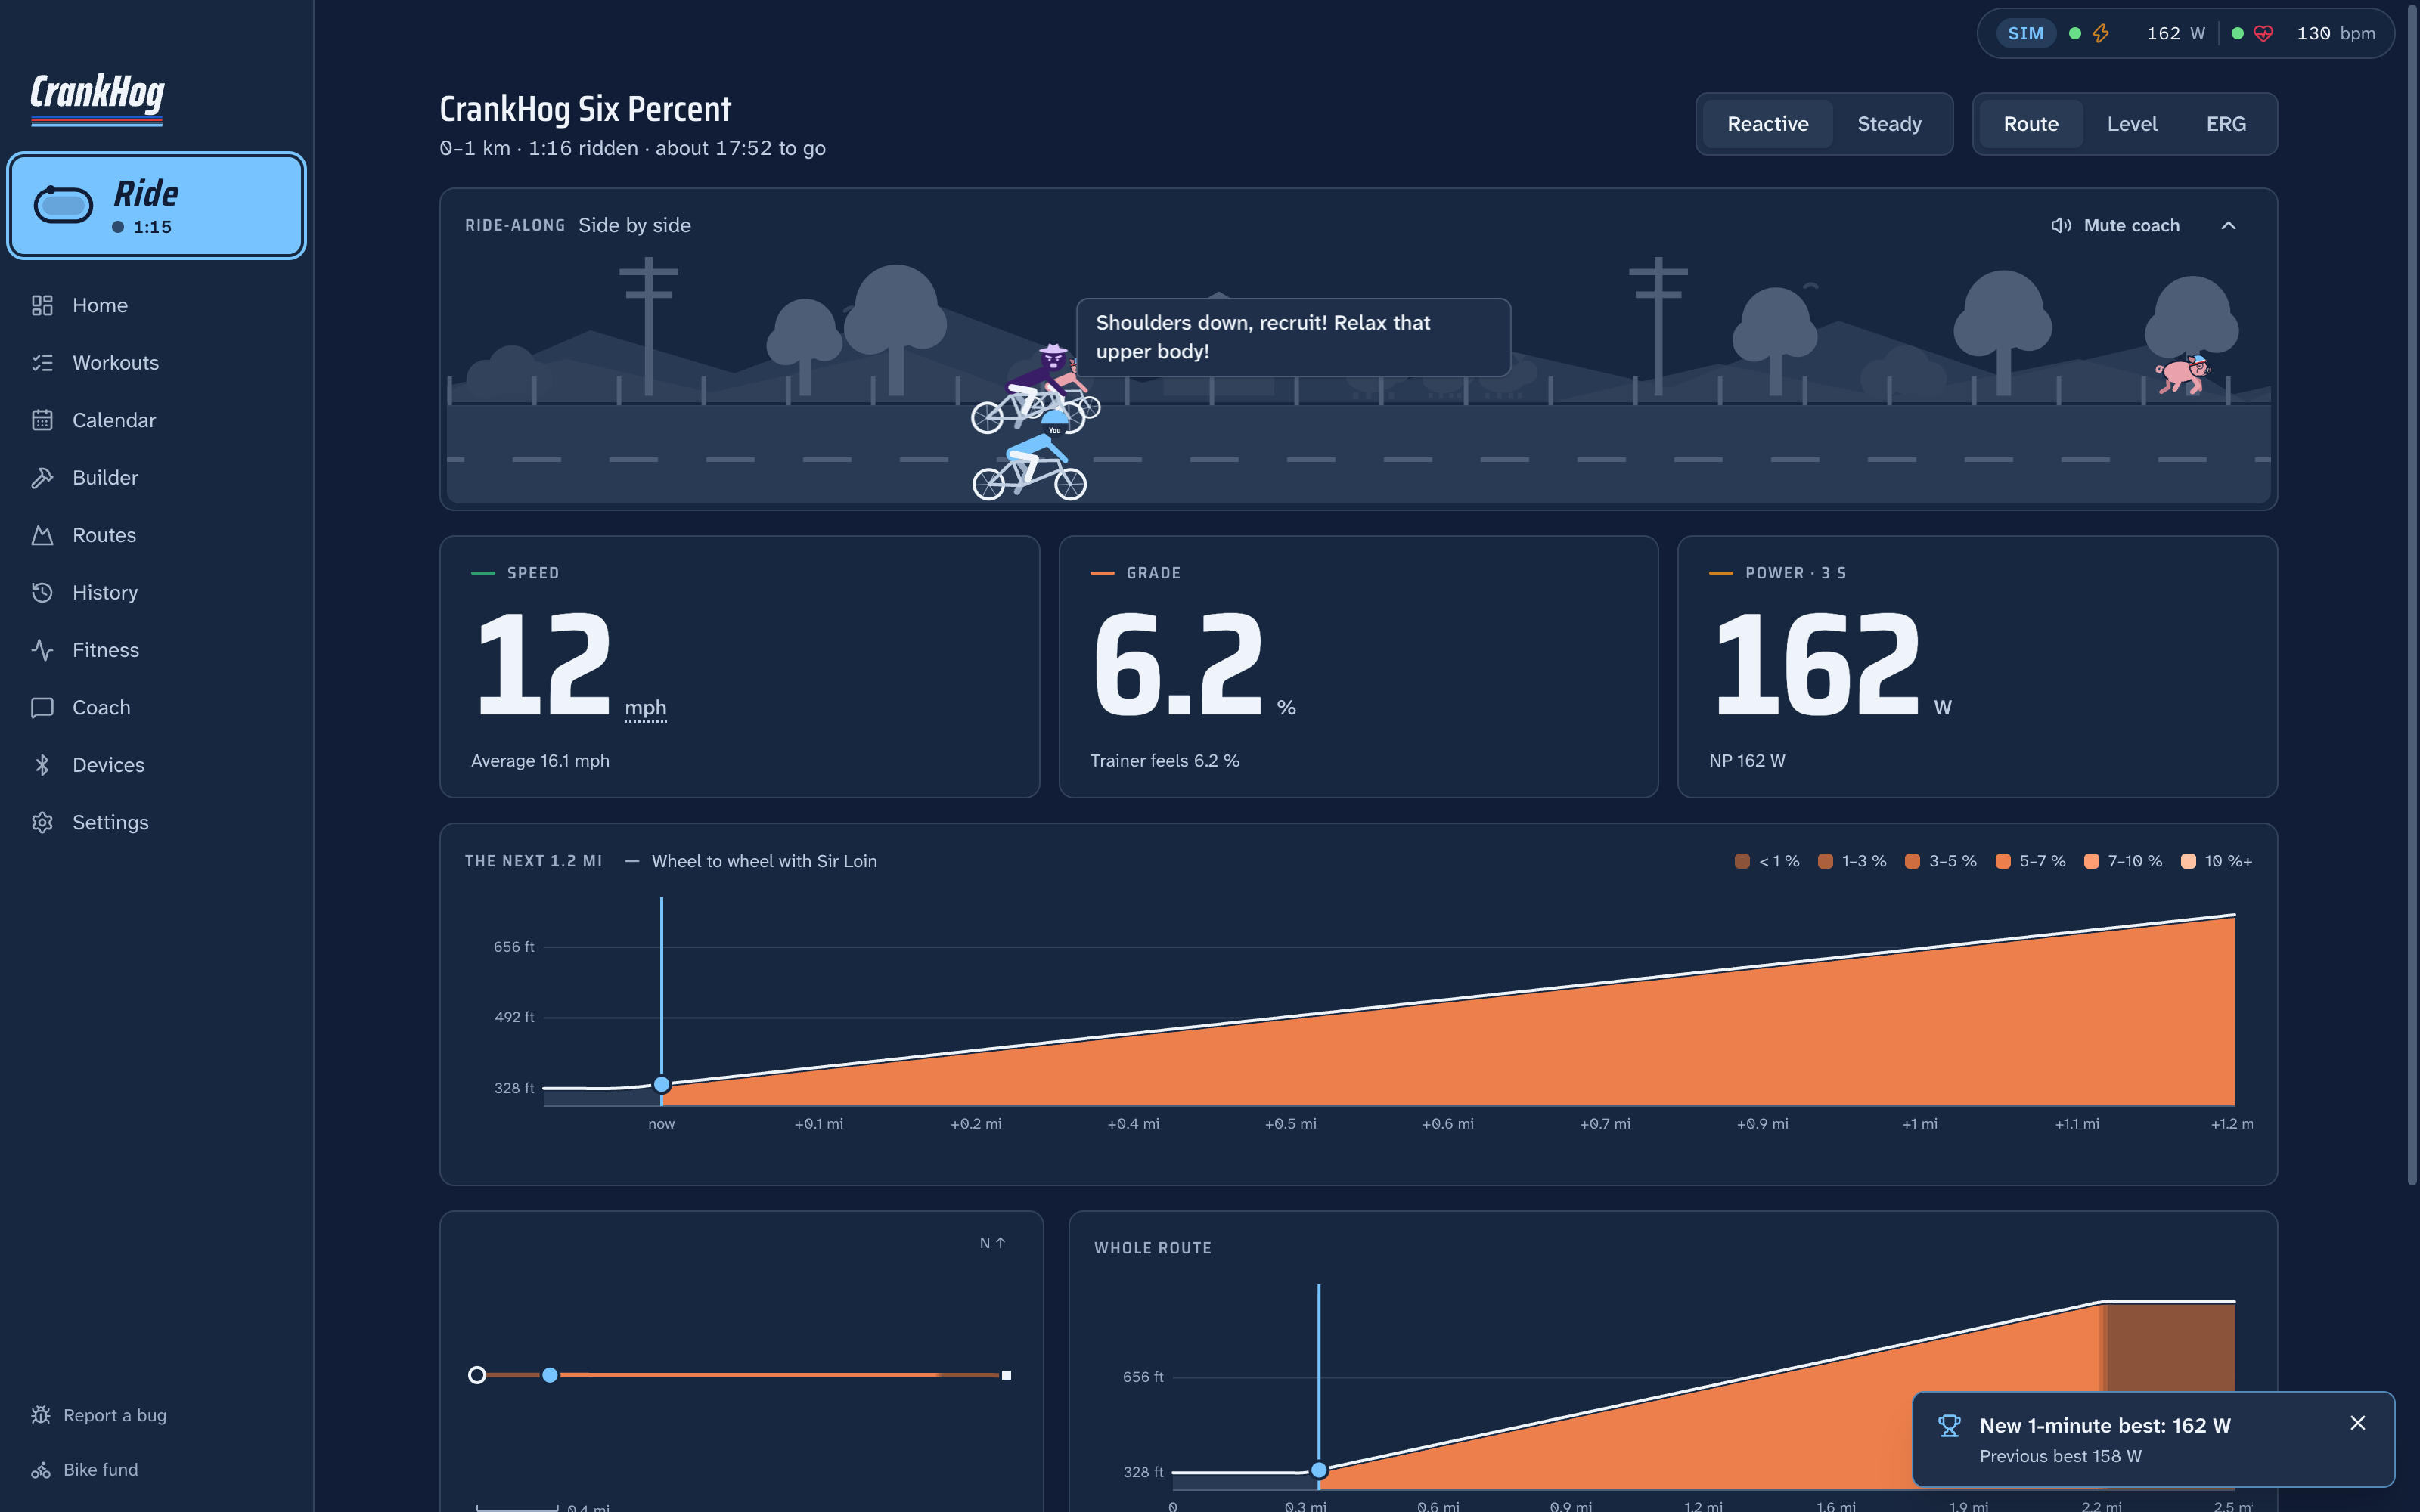 SIM 162 W 130 bpm
CrankHog
Ride
1:15
Home
Workouts
Calendar
Builder
Routes
History
Fitness
Coach
Devices
Settings
Report a bug
Bike fund
CrankHog Six Percent
0–1 km · 1:16 ridden · about 17:52 to go
Reactive Steady
Route Level ERG
RIDE-ALONG Side by side
Mute coach
Shoulders down, recruit! Relax that
upper body!
You
SPEED
12 mph
Average 16.1 mph
GRADE
6.2 %
Trainer feels 6.2 %
POWER · 3 S
162 W
NP 162 W
THE NEXT 1.2 MI — Wheel to wheel with Sir Loin
< 1 % 1–3 % 3–5 % 5–7 % 7–10 % 10 %+
656 ft
492 ft
328 ft
now +0.1 mi +0.2 mi +0.4 mi +0.5 mi +0.6 mi +0.7 mi +0.9 mi +1 mi +1.1 mi +1.2 m
N ↑
0.4 mi
WHOLE ROUTE
656 ft
328 ft
0 0.3 mi 0.6 mi 0.9 mi 1.2 mi 1.6 mi 1.9 mi 2.2 mi 2.5 m
New 1-minute best: 162 W
Previous best 158 W